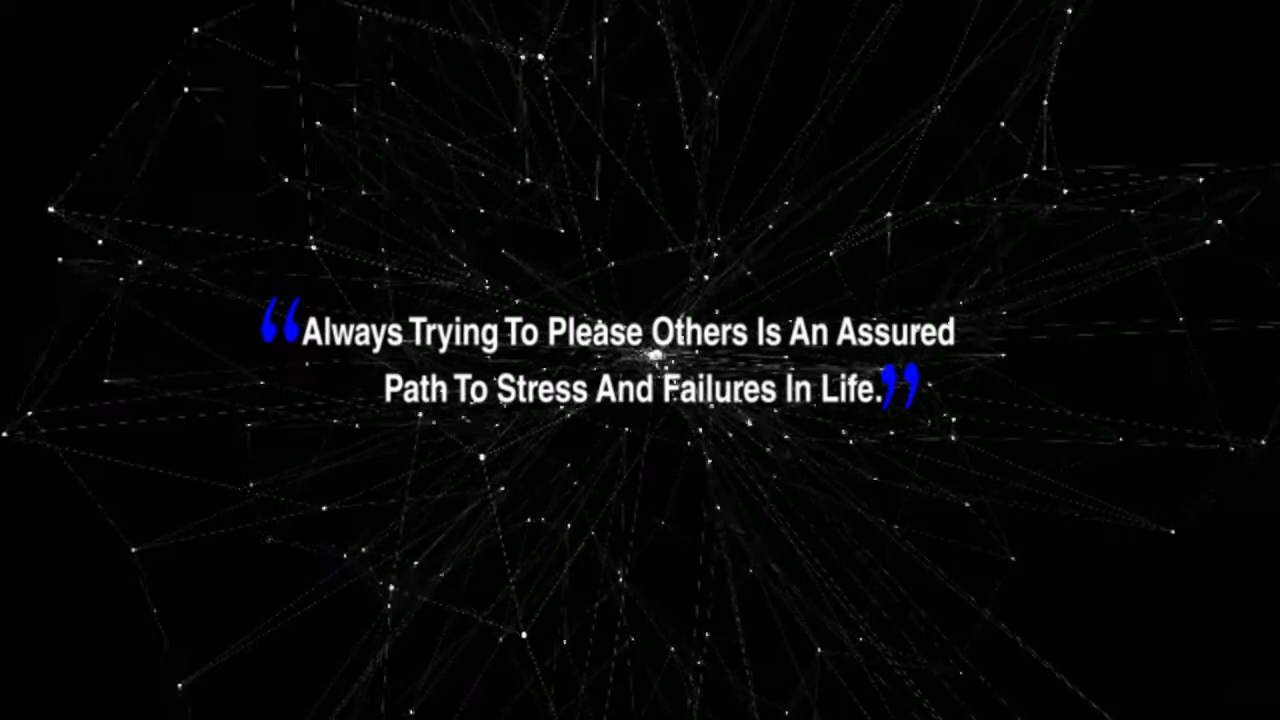 “Always Trying To Please Others Is An Assured
Path To Stress And Failures In Life.”